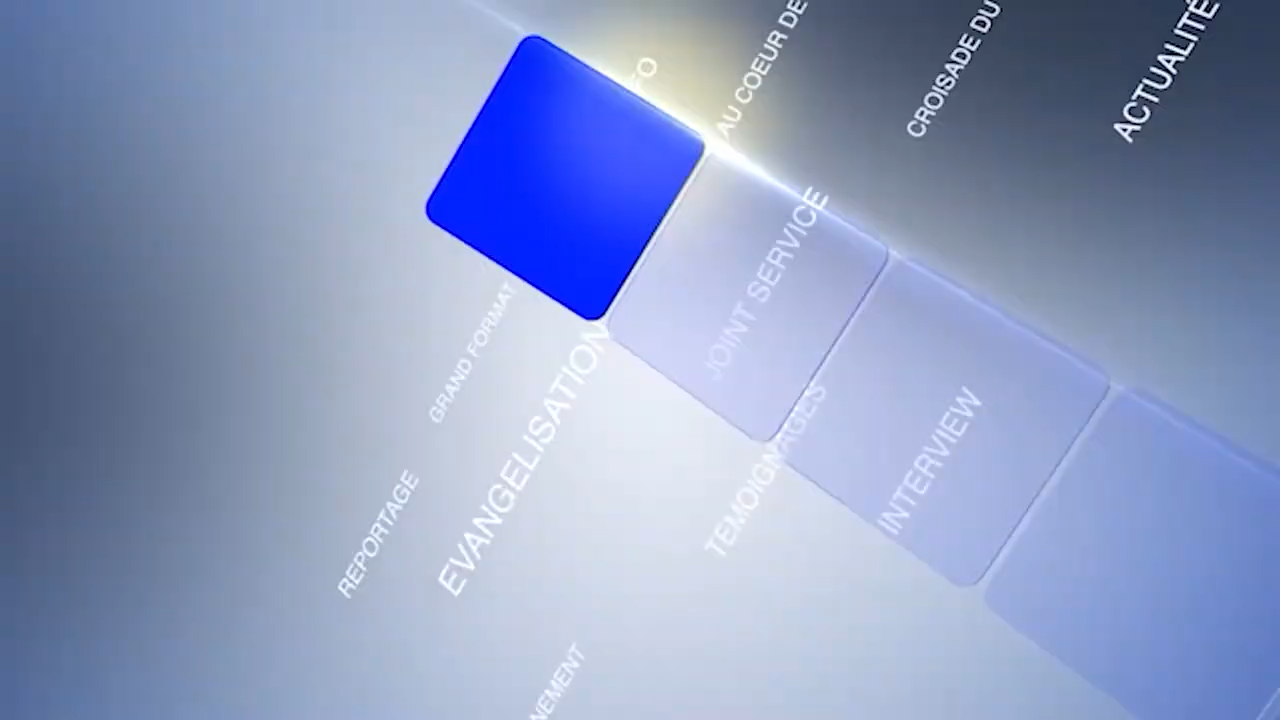 AU COEUR DE
CROISADE DU
ACTUALITÉ
JOINT SERVICE
GRAND FORMAT
EVANGELISATION
TEMOIGNAGES
INTERVIEW
REPORTAGE